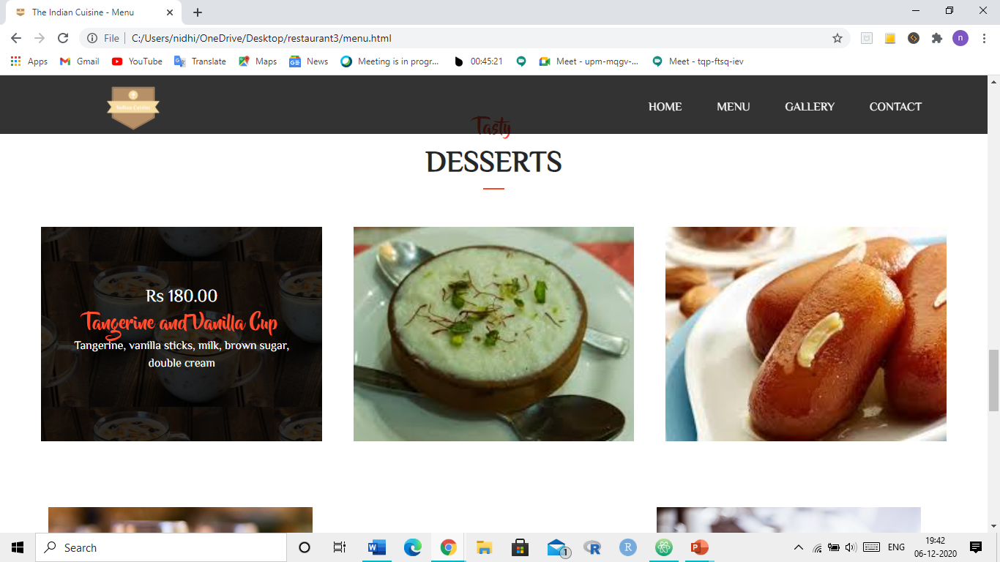 The Indian Cuisine - Menu
File | C:/Users/nidhi/OneDrive/Desktop/restaurant3/menu.html
n
Apps Gmail YouTube Translate Maps News Meeting is in progr... 00:45:21 Meet - upm-mqgv-... Meet - tqp-ftsq-iev
Indian Cuisine
HOME MENU GALLERY CONTACT
Tasty
DESSERTS
Rs 180.00
Tangerine and Vanilla Cup
Tangerine, vanilla sticks, milk, brown sugar,
double cream
Search
1
ENG
19:42
06-12-2020